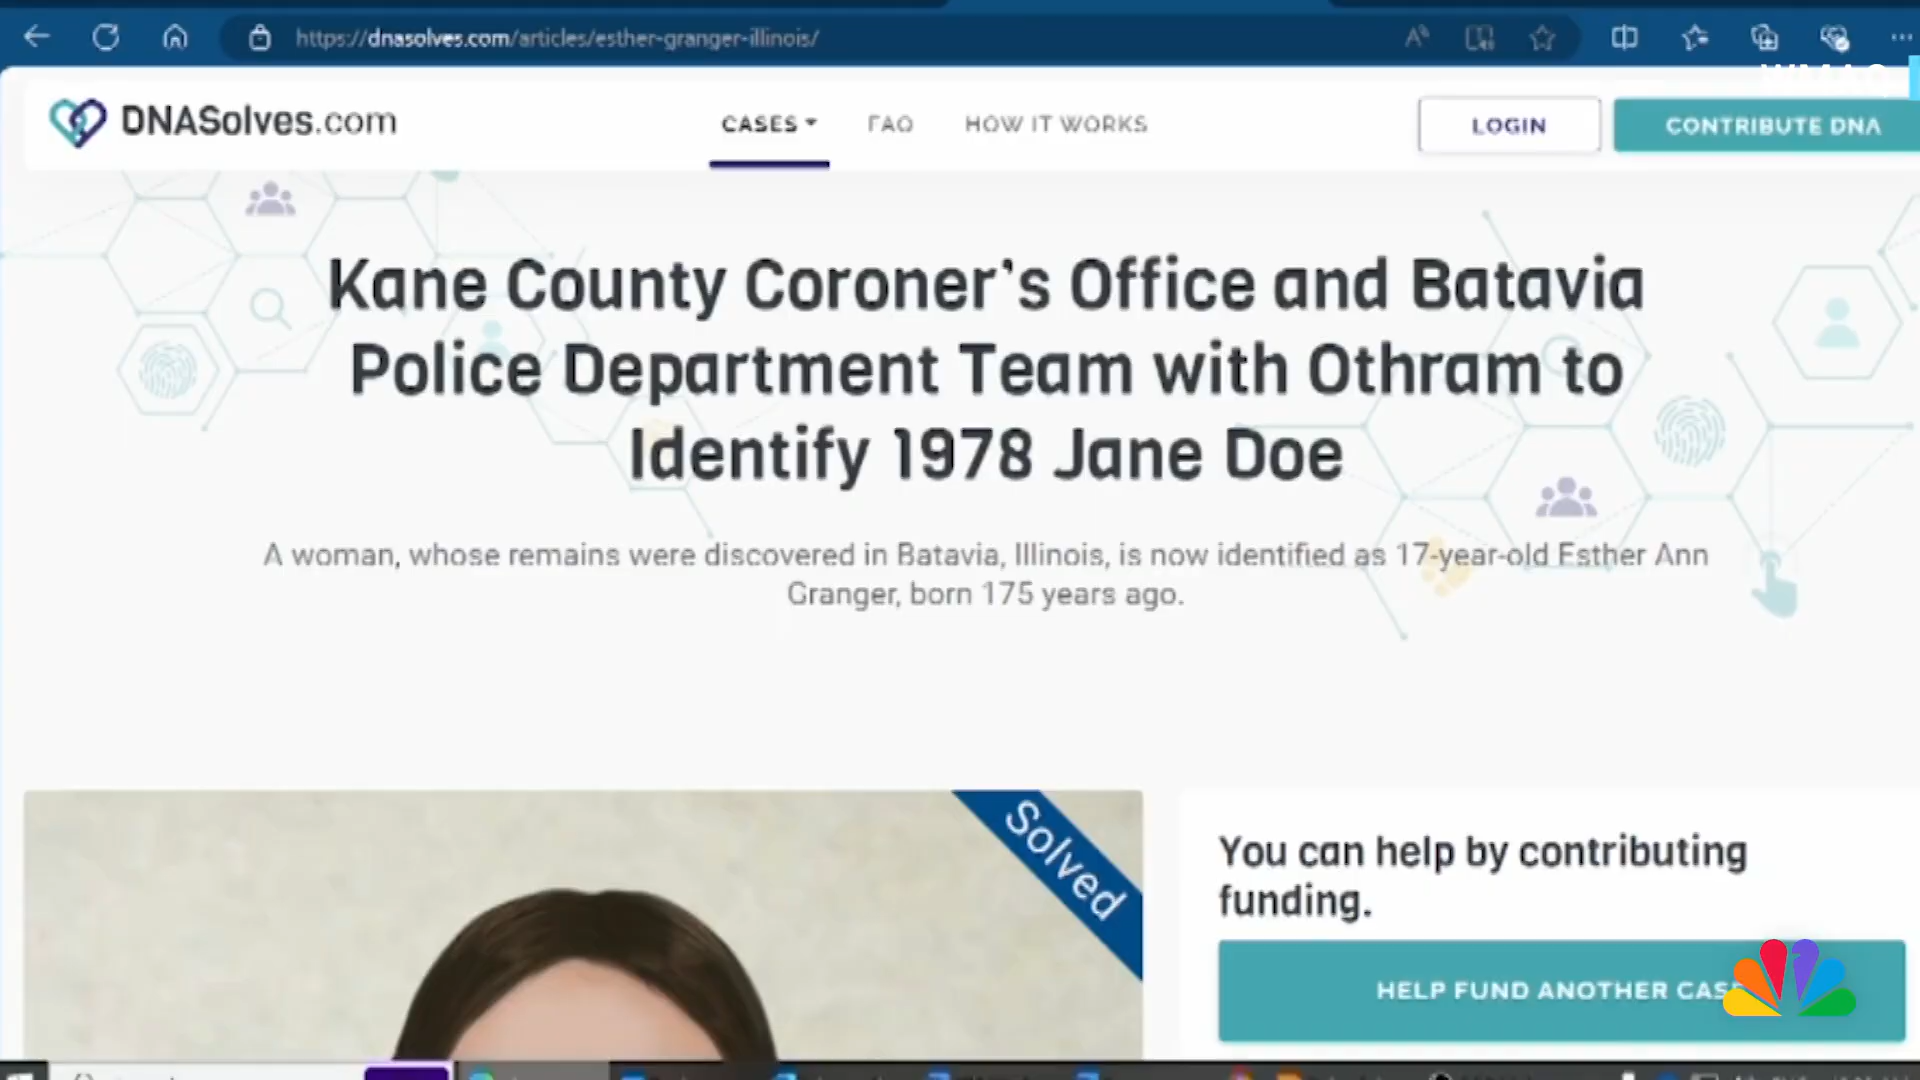 https://dnasolves.com/articles/esther-granger-illinois/
DNASolves.com
CASES
FAQ
HOW IT WORKS
LOGIN
CONTRIBUTE DNA
Kane County Coroner's Office and Batavia
Police Department Team with Othram to
Identify 1978 Jane Doe
A woman, whose remains were discovered in Batavia, Illinois, is now identified as 17-year-old Esther Ann
Granger, born 175 years ago.
Solved
You can help by contributing
funding.
HELP FUND ANOTHER CASE